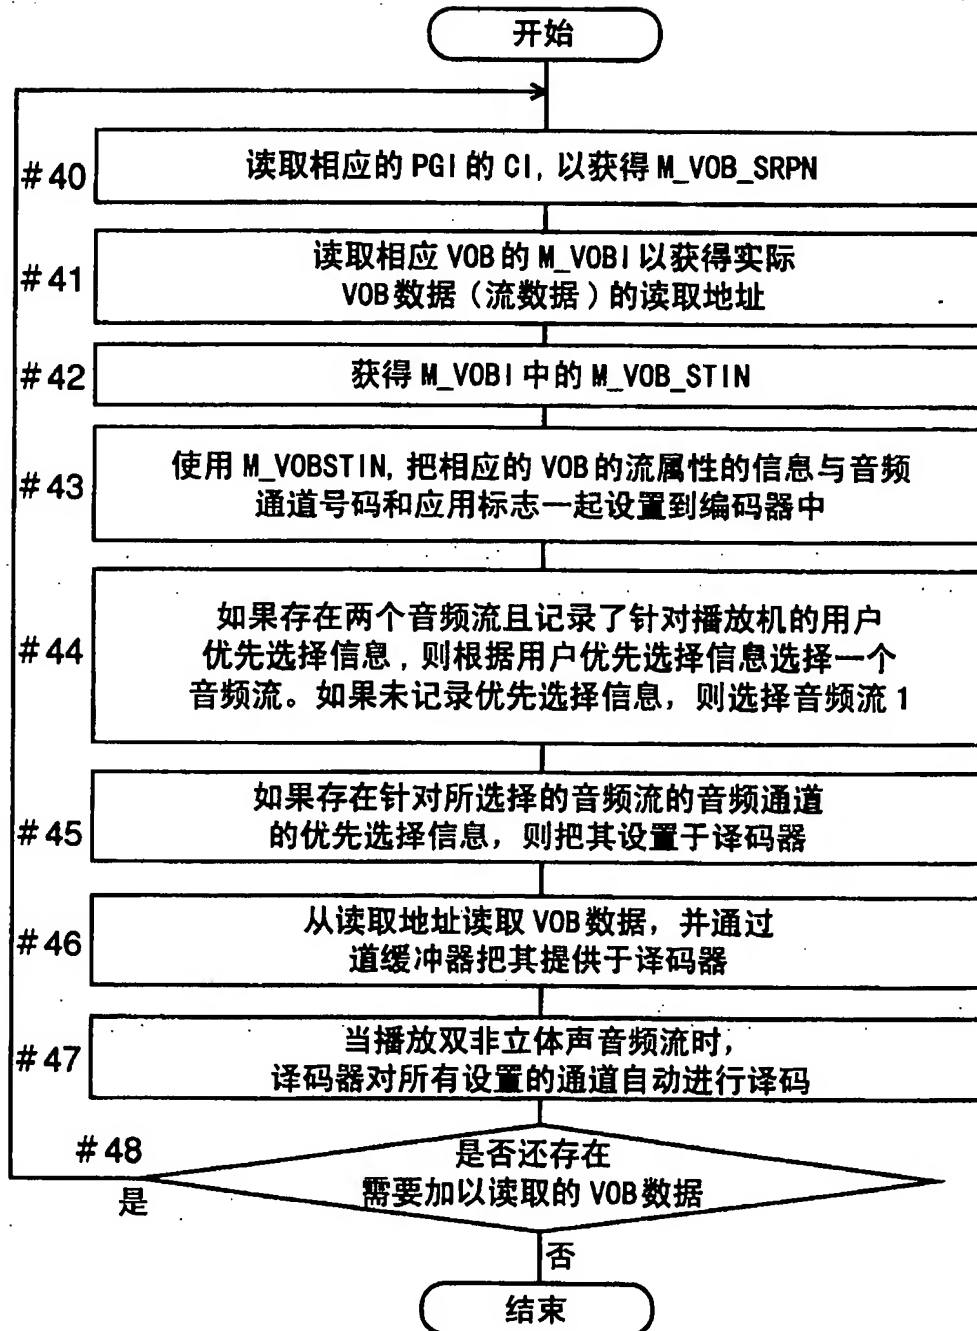 开始
#40
读取相应的 PGI 的 CI, 以获得 M_VOB_SRPN
#41
读取相应 VOB 的 M_VOBI 以获得实际
VOB数据（流数据）的读取地址
#42
获得 M_VOBI 中的 M_VOB_STIN
#43
使用 M_VOBSTIN, 把相应的 VOB 的流属性的信息与音频
通道号码和应用标志一起设置到编码器中
#44
如果存在两个音频流且记录了针对播放机的用户
优先选择信息，则根据用户优先选择信息选择一个
音频流。如果未记录优先选择信息，则选择音频流 1
#45
如果存在针对所选择的音频流的音频通道
的优先选择信息，则把其设置于译码器
#46
从读取地址读取 VOB 数据，并通过
道缓冲器把其提供于译码器
#47
当播放双非立体声音频流时，
译码器对所有设置的通道自动进行译码
#48
是否还存在
需要加以读取的 VOB 数据
是
否
结束